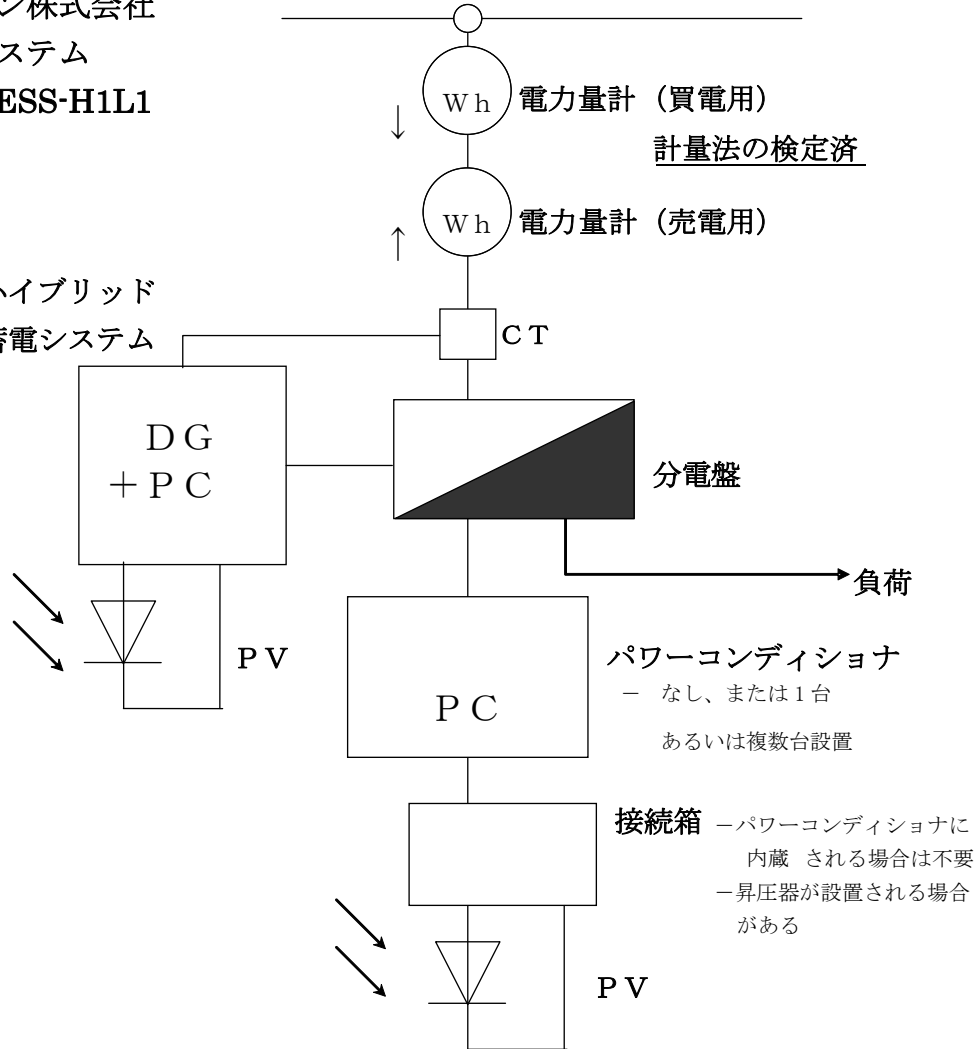 ン株式会社
ステム
ESS-H1L1
Wh
電力量計（買電用）
↓
計量法の検定済
Wh
電力量計（売電用）
↑
ハイブリッド
蓄電システム
CT
DG
＋PC
分電盤
負荷
PV
パワーコンディショナ
－ なし、または１台
あるいは複数台設置
PC
接続箱
－パワーコンディショナに
内蔵 される場合は不要
－昇圧器が設置される場合
がある
PV